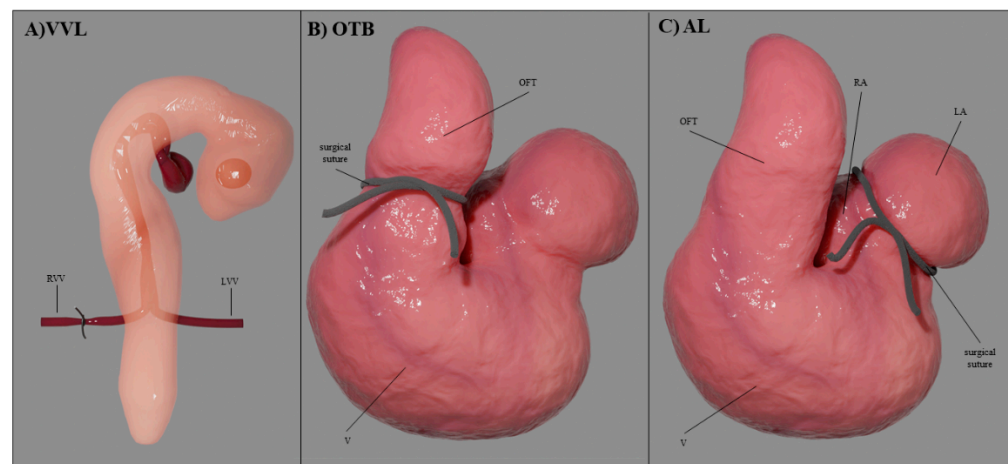 A)VVL
RVV
LVV
B) OTB
OFT
surgical
suture
V
C) AL
RA
OFT
LA
surgical
suture
V